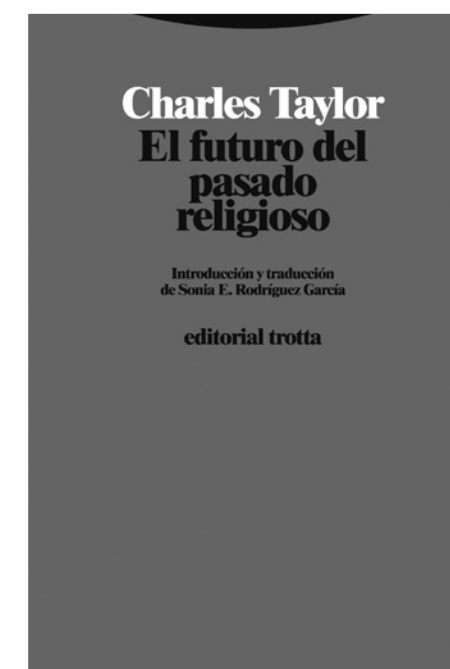 Charles Taylor
El futuro del
pasado
religioso
Introducción y traducción
de Sonia E. Rodríguez García
editorial trotta